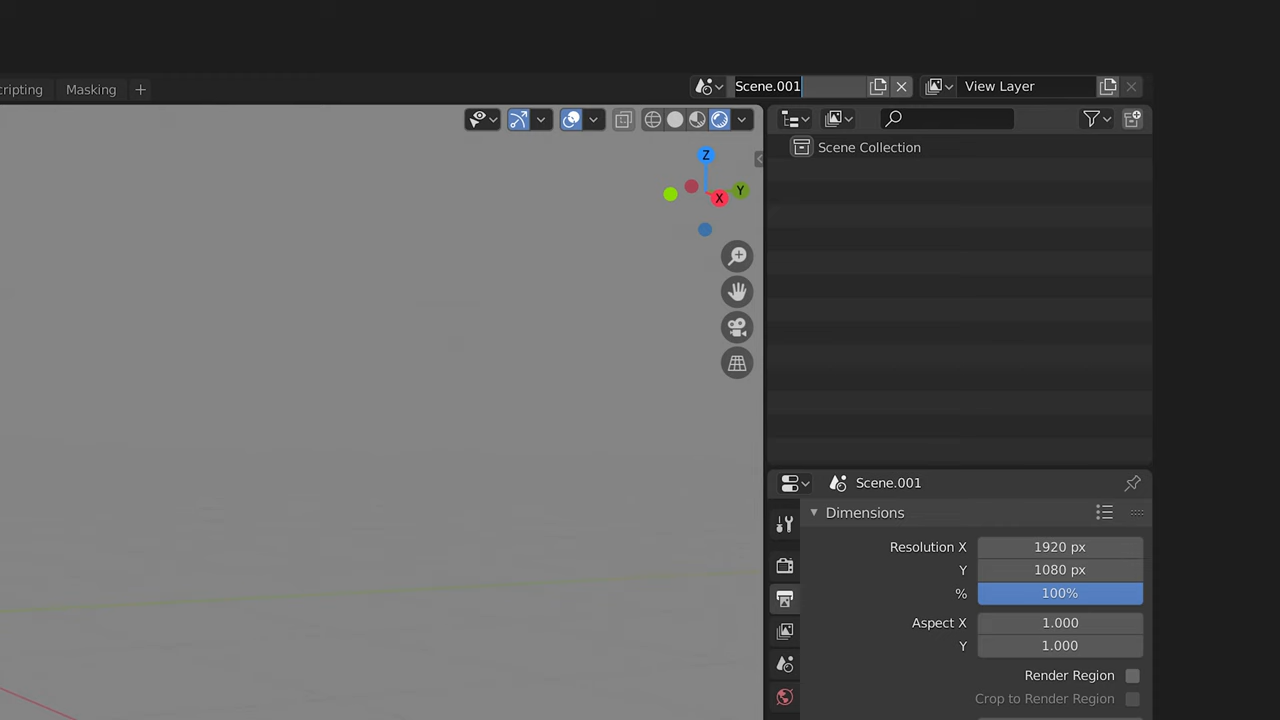 cripting
Masking
+
Scene.001
View Layer
Scene Collection
Z
Y
X
Scene.001
Dimensions
Resolution X 1920 px
Y 1080 px
% 100%
Aspect X 1.000
Y 1.000
Render Region
Crop to Render Region